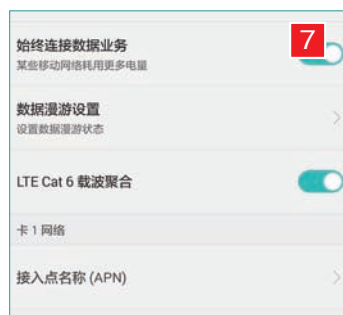 始终连接数据业务
7
某些移动网络耗用更多电量
数据漫游设置
设置数据漫游状态
LTE Cat 6 载波聚合
卡 1 网络
接入点名称 (APN)